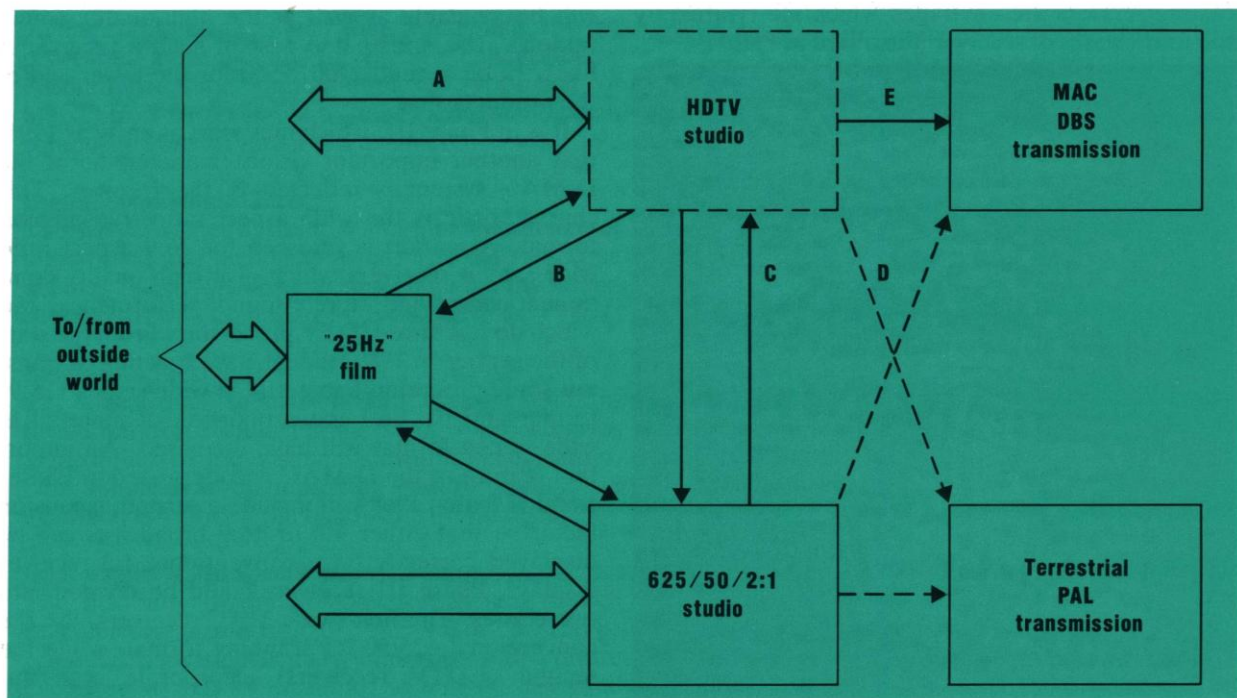 A
HDTV
studio
E
MAC
DBS
transmission
B
C
D
To/from
outside
world
"25Hz"
film
625/50/2:1
studio
Terrestrial
PAL
transmission